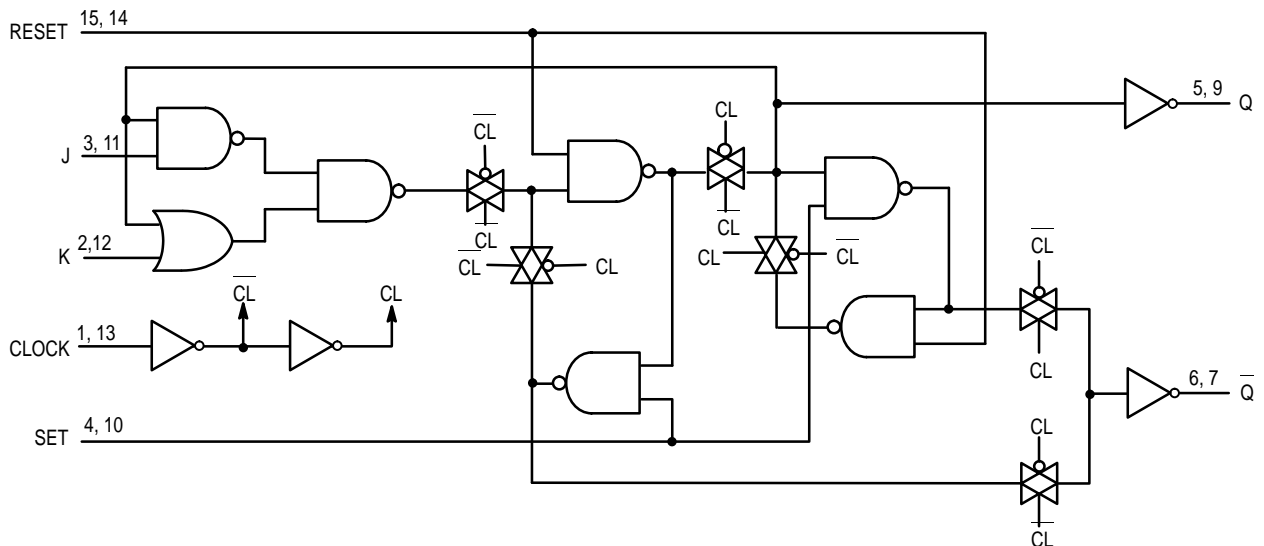 RESET 15, 14
5, 9 Q
J 3, 11
CL
CL
K 2,12
CL
CL
CL
CL
CL
CL
CL
CL
CL
CL
CLOCK 1, 13
CL
6, 7 Q
SET 4, 10
CL
CL